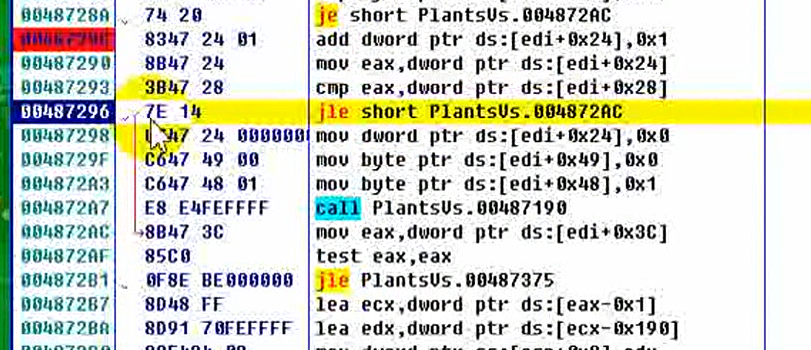 0048728A 74 20 je short PlantsVs.004872AC
8347 24 01 add dword ptr ds:[edi+0x24],0x1
00487290 8B47 24 mov eax,dword ptr ds:[edi+0x24]
00487293 3B47 28 cmp eax,dword ptr ds:[edi+0x28]
00487296 7E 14 jle short PlantsVs.004872AC
00487298 47 24 0000000 mov dword ptr ds:[edi+0x24],0x0
0048729F C647 49 00 mov byte ptr ds:[edi+0x49],0x0
004872A3 C647 48 01 mov byte ptr ds:[edi+0x48],0x1
004872A7 E8 E4FEFFFF call PlantsVs.00487190
004872AC 8B47 3C mov eax,dword ptr ds:[edi+0x3C]
004872AF 85C0 test eax,eax
004872B1 0F8E BE000000 jle PlantsVs.00487375
004872B7 8D48 FF lea ecx,dword ptr ds:[eax-0x1]
004872BA 8D91 70FEFFFF lea edx,dword ptr ds:[ecx-0x190]